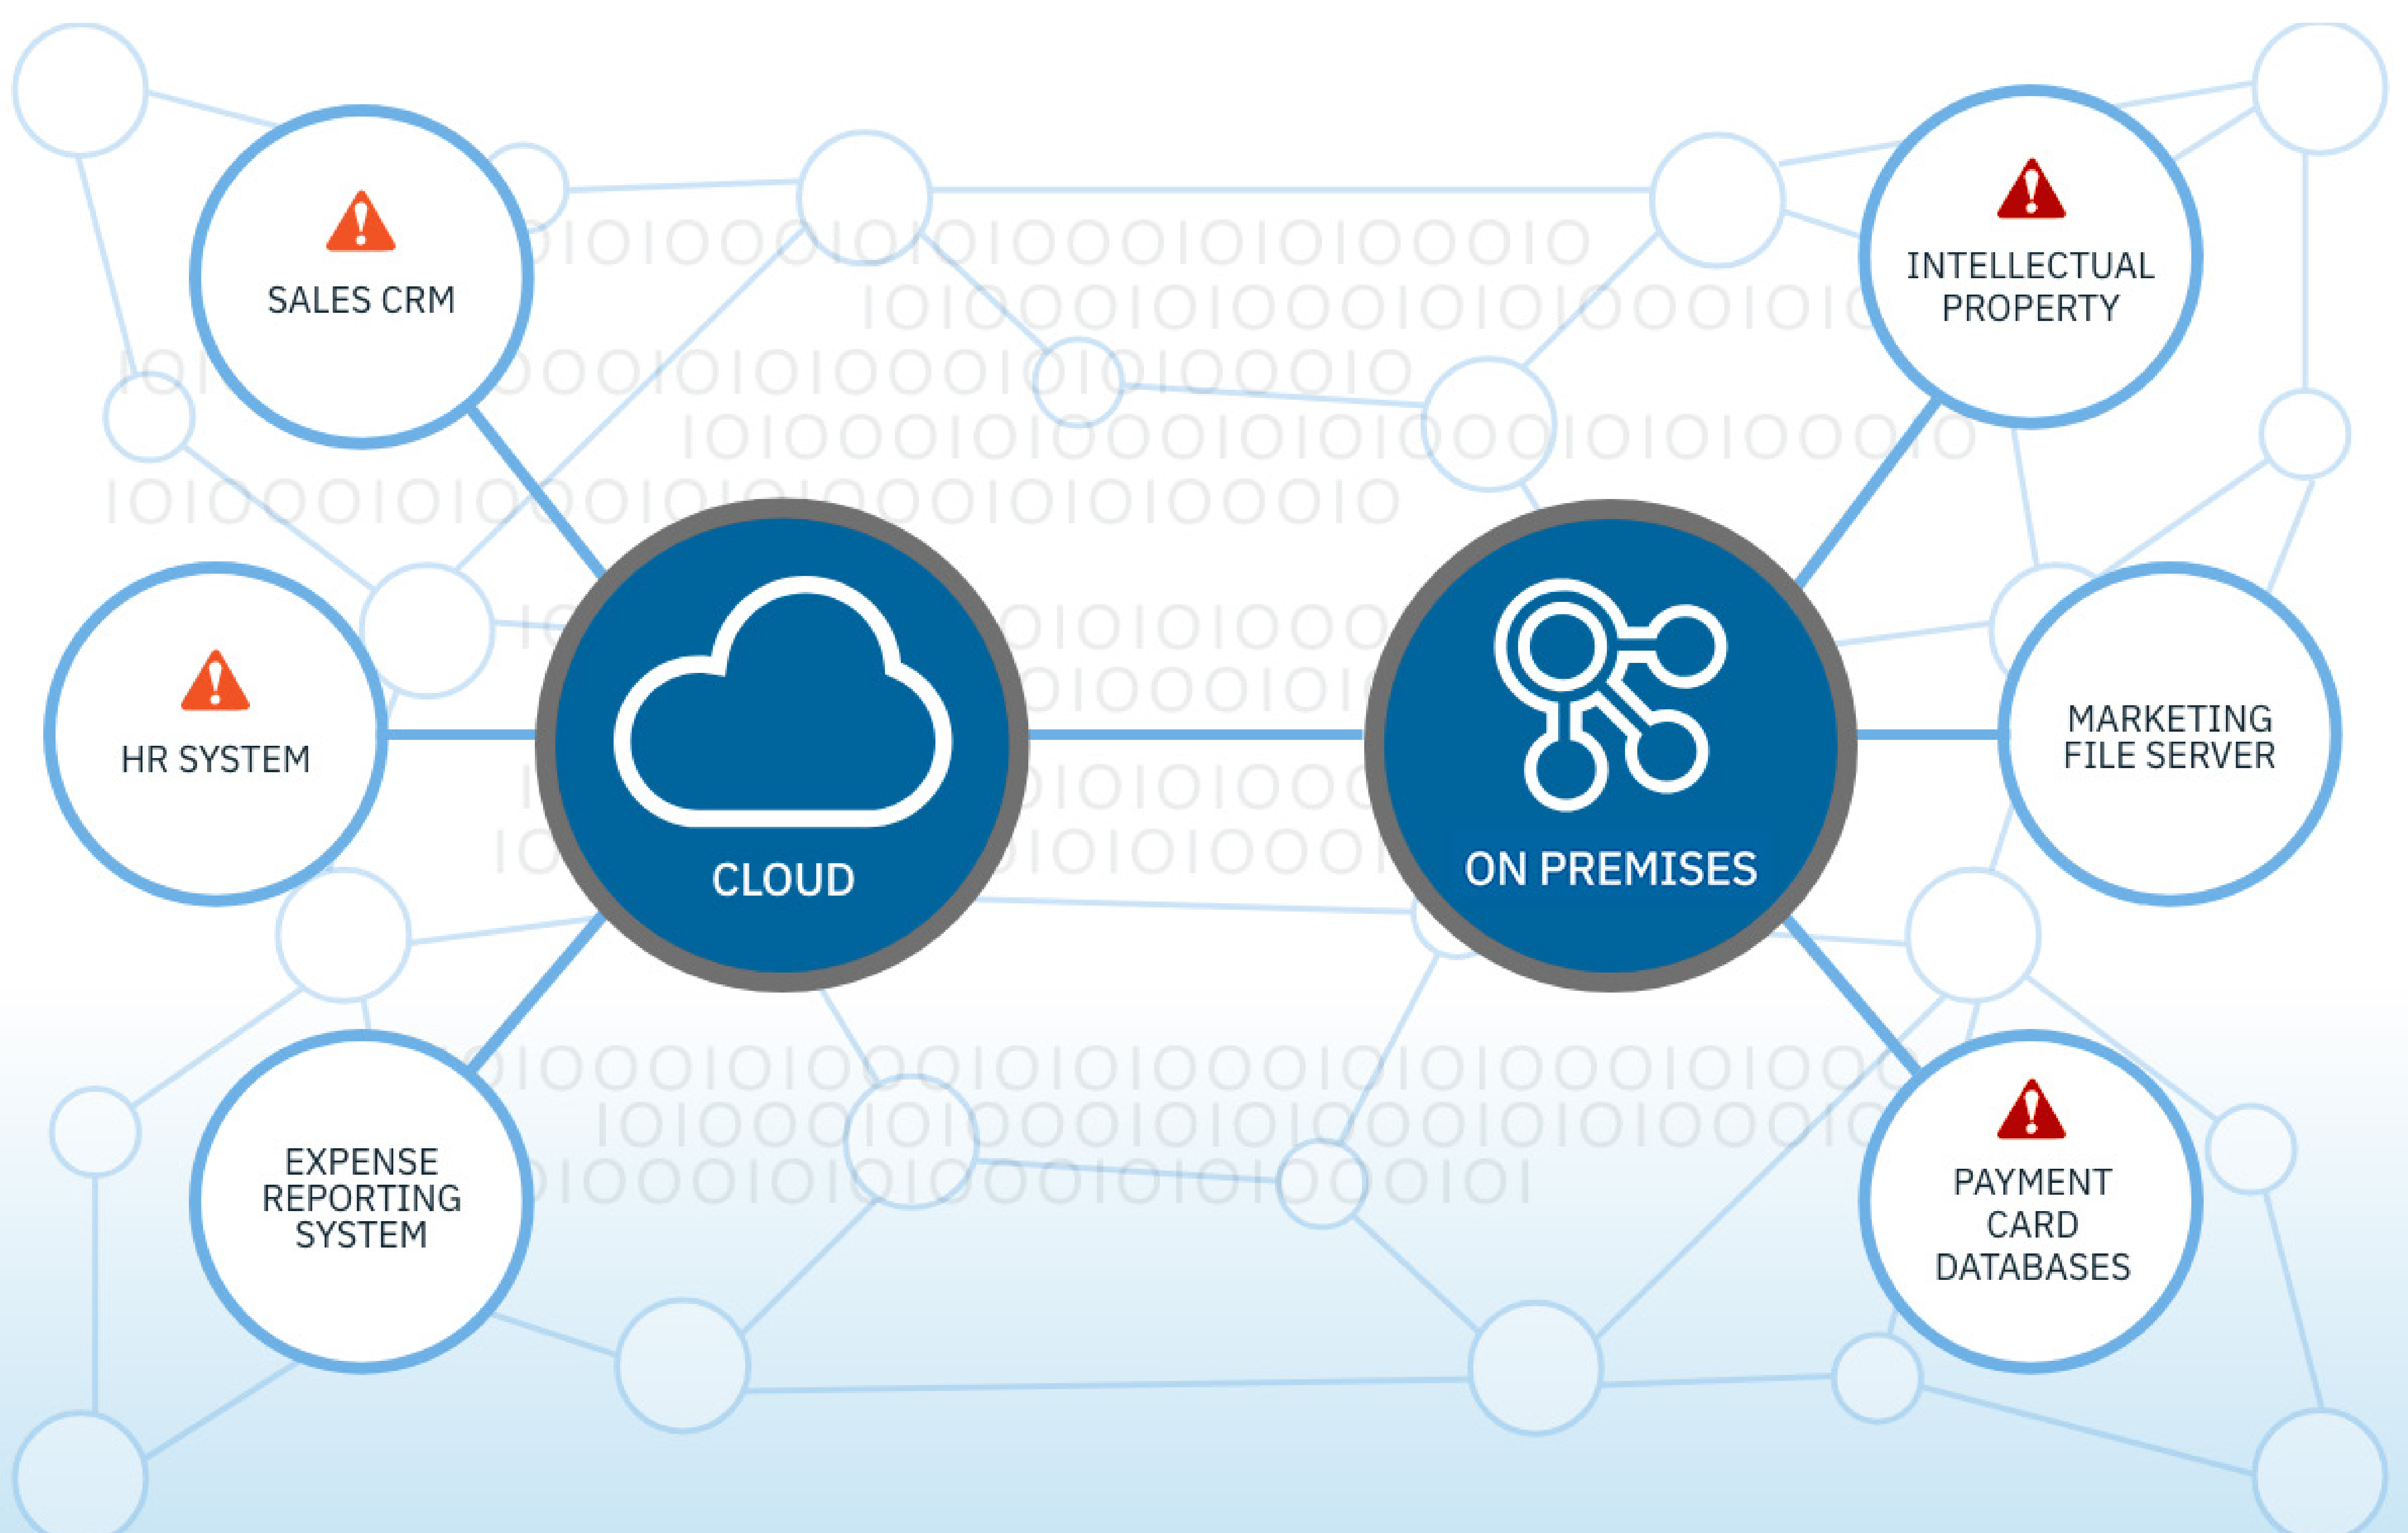 SALES CRM
HR SYSTEM
EXPENSE
REPORTING
SYSTEM
CLOUD
ON PREMISES
INTELLECTUAL
PROPERTY
MARKETING
FILE SERVER
PAYMENT
CARD
DATABASES